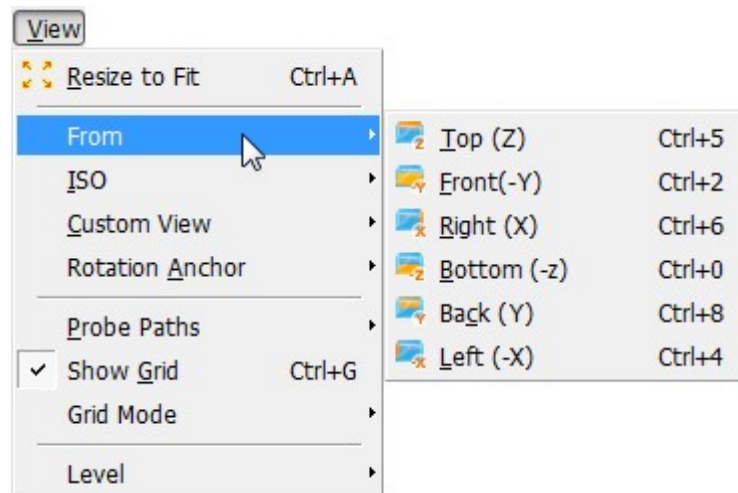 View
Resize to Fit Ctrl+A
From
ISO
Custom View
Rotation Anchor
Probe Paths
Show Grid Ctrl+G
Grid Mode
Level
Top (Z) Ctrl+5
Front(-Y) Ctrl+2
Right (X) Ctrl+6
Bottom (-z) Ctrl+0
Back (Y) Ctrl+8
Left (-X) Ctrl+4